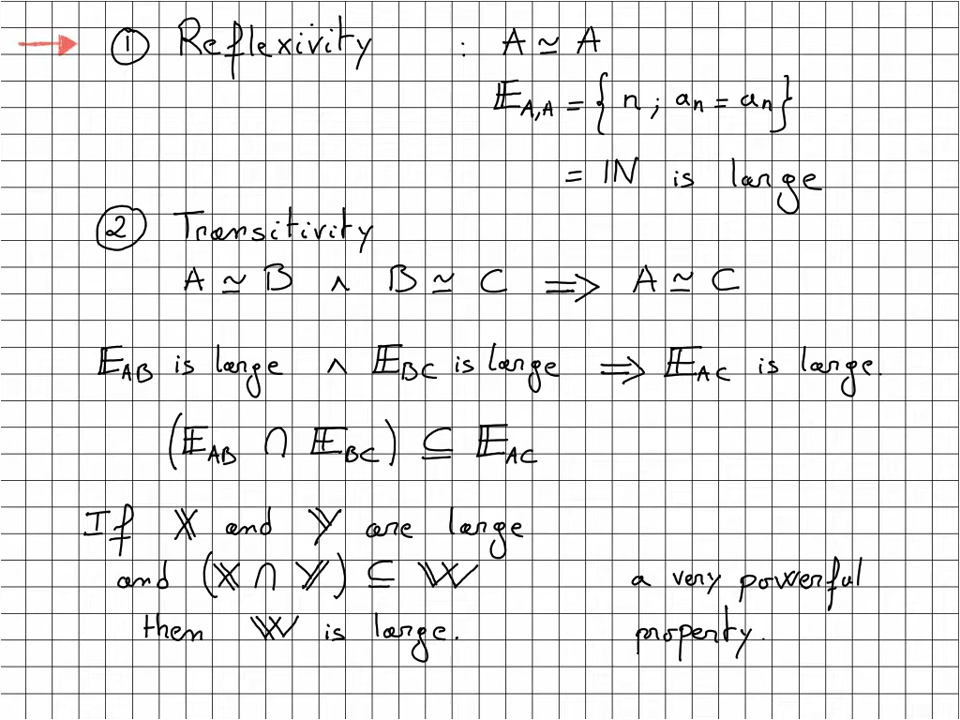 ① Reflexivity : A ≃ A
𝔼A,A = { n ; an = an }
= ℕ is large
② Transitivity
A ≃ B ∧ B ≃ C ⟹ A ≃ C
𝔼AB is large ∧ 𝔼BC is large ⟹ 𝔼AC is large.
(𝔼AB ∩ 𝔼BC) ⊆ 𝔼AC
If 𝕏 and 𝕐 are large
and (𝕏 ∩ 𝕐) ⊆ 𝕎 a very powerful
then 𝕎 is large. property.